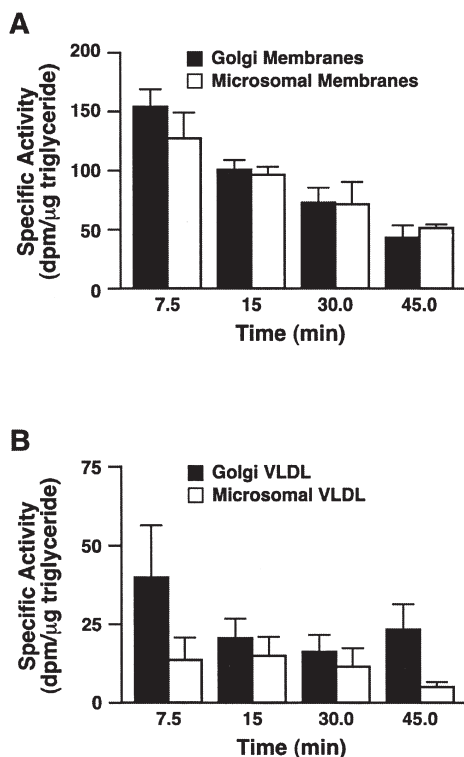 A
Specific Activity
(dpm/μg triglyceride)
200
150
100
50
0
Golgi Membranes
Microsomal Membranes
7.5 15 30.0 45.0
Time (min)
B
Specific Activity
(dpm/μg triglyceride)
75
50
25
0
Golgi VLDL
Microsomal VLDL
7.5 15 30.0 45.0
Time (min)